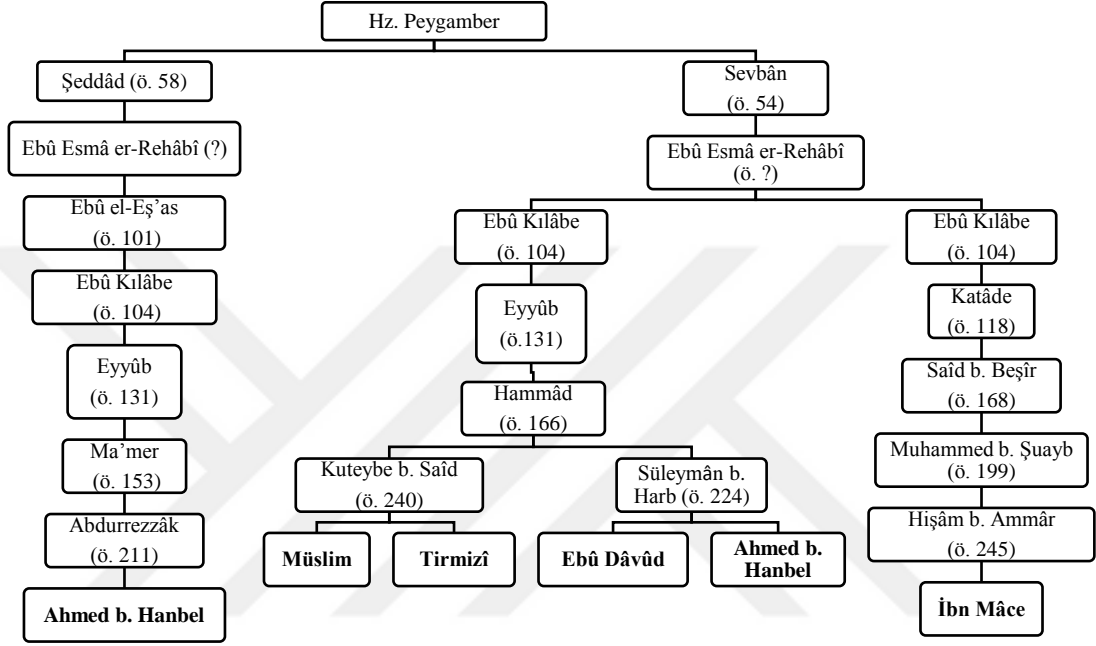 Hz. Peygamber
Şeddâd (ö. 58)
Ebû Esmâ er-Rehâbî (?)
Ebû el-Eş’as
(ö. 101)
Ebû Kılâbe
(ö. 104)
Eyyûb
(ö. 131)
Ma’mer
(ö. 153)
Abdurrezzâk
(ö. 211)
Ahmed b. Hanbel
Sevbân
(ö. 54)
Ebû Esmâ er-Rehâbî
(ö. ?)
Ebû Kılâbe
(ö. 104)
Eyyûb
(ö.131)
Hammâd
(ö. 166)
Kuteybe b. Saîd
(ö. 240)
Müslim
Tirmizî
Süleymân b.
Harb (ö. 224)
Ebû Dâvûd
Ahmed b.
Hanbel
Ebû Kılâbe
(ö. 104)
Katâde
(ö. 118)
Saîd b. Beşîr
(ö. 168)
Muhammed b. Şuayb
(ö. 199)
Hişâm b. Ammâr
(ö. 245)
İbn Mâce